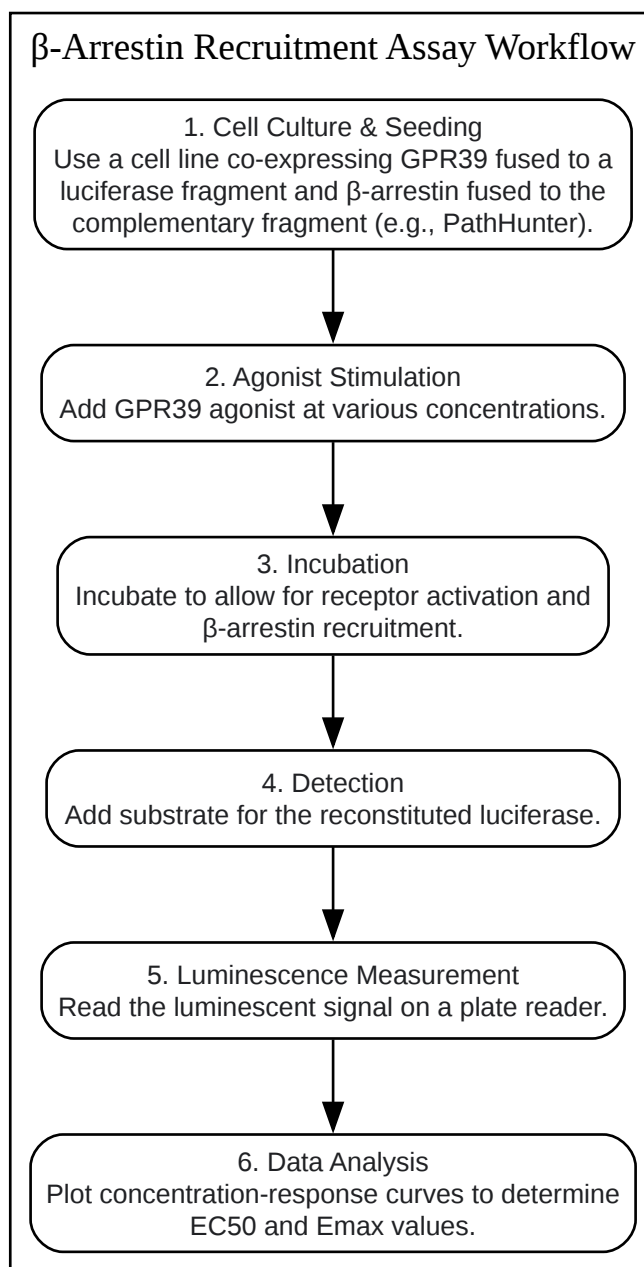 β-Arrestin Recruitment Assay Workflow
1. Cell Culture & Seeding
Use a cell line co-expressing GPR39 fused to a
luciferase fragment and β-arrestin fused to the
complementary fragment (e.g., PathHunter).
2. Agonist Stimulation
Add GPR39 agonist at various concentrations.
3. Incubation
Incubate to allow for receptor activation and
β-arrestin recruitment.
4. Detection
Add substrate for the reconstituted luciferase.
5. Luminescence Measurement
Read the luminescent signal on a plate reader.
6. Data Analysis
Plot concentration-response curves to determine
EC50 and Emax values.